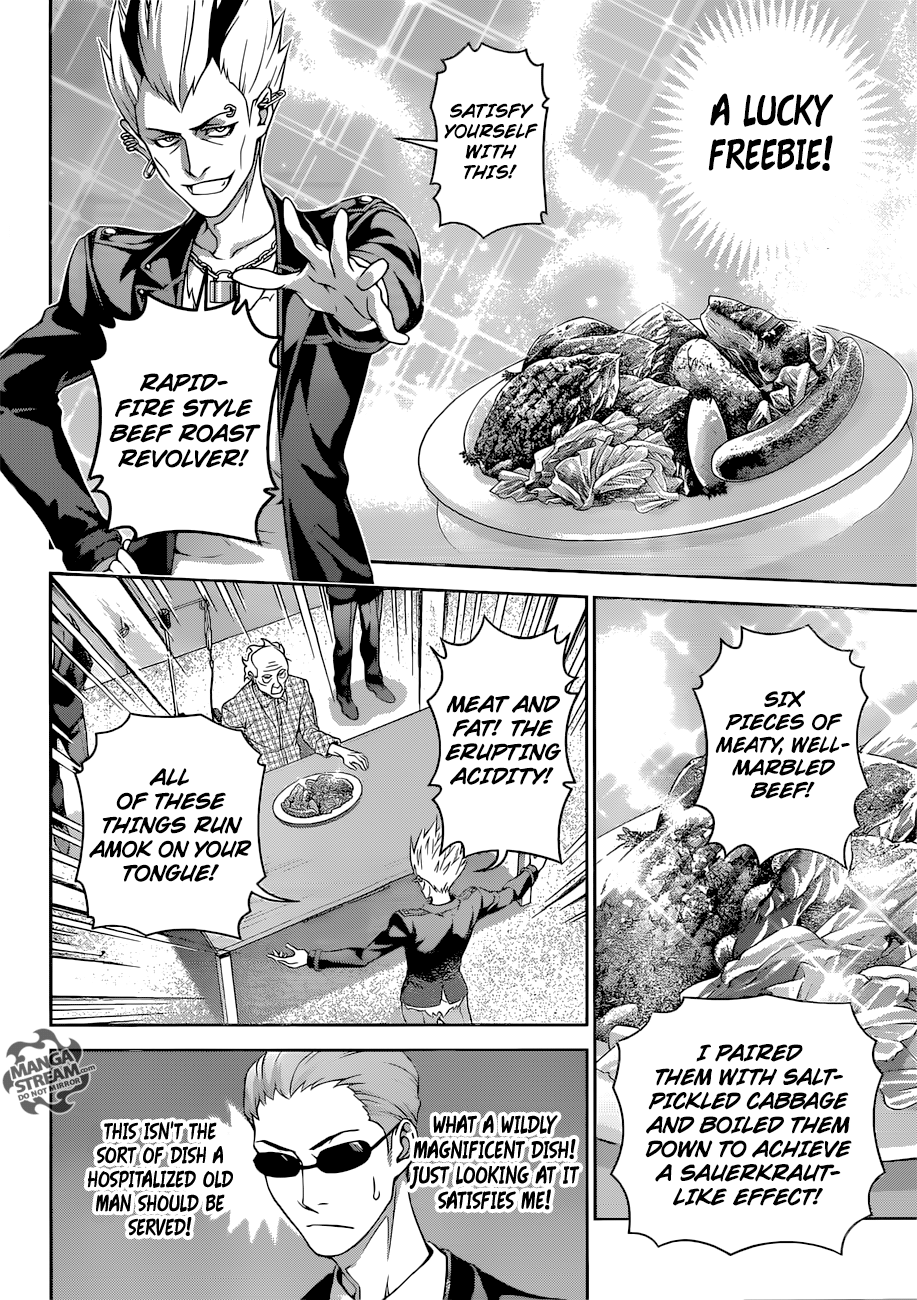 A LUCKY
FREEBIE!
SATISFY
YOURSELF
WITH
THIS!
RAPID-
FIRE STYLE
BEEF ROAST
REVOLVER!
SIX
PIECES OF
MEATY, WELL-
MARBLED
BEEF!
I PAIRED
THEM WITH SALT-
PICKLED CABBAGE
AND BOILED THEM
DOWN TO ACHIEVE
A SAUERKRAUT-
LIKE EFFECT!
MEAT AND
FAT! THE
ERUPTING
ACIDITY!
ALL
OF THESE
THINGS RUN
AMOK ON YOUR
TONGUE!
WHAT A WILDLY
MAGNIFICENT DISH!
JUST LOOKING AT IT
SATISFIES ME!
THIS ISN'T THE
SORT OF DISH A
HOSPITALIZED OLD
MAN SHOULD BE
SERVED!
MANGA
STREAM.com
DO NOT MIRROR